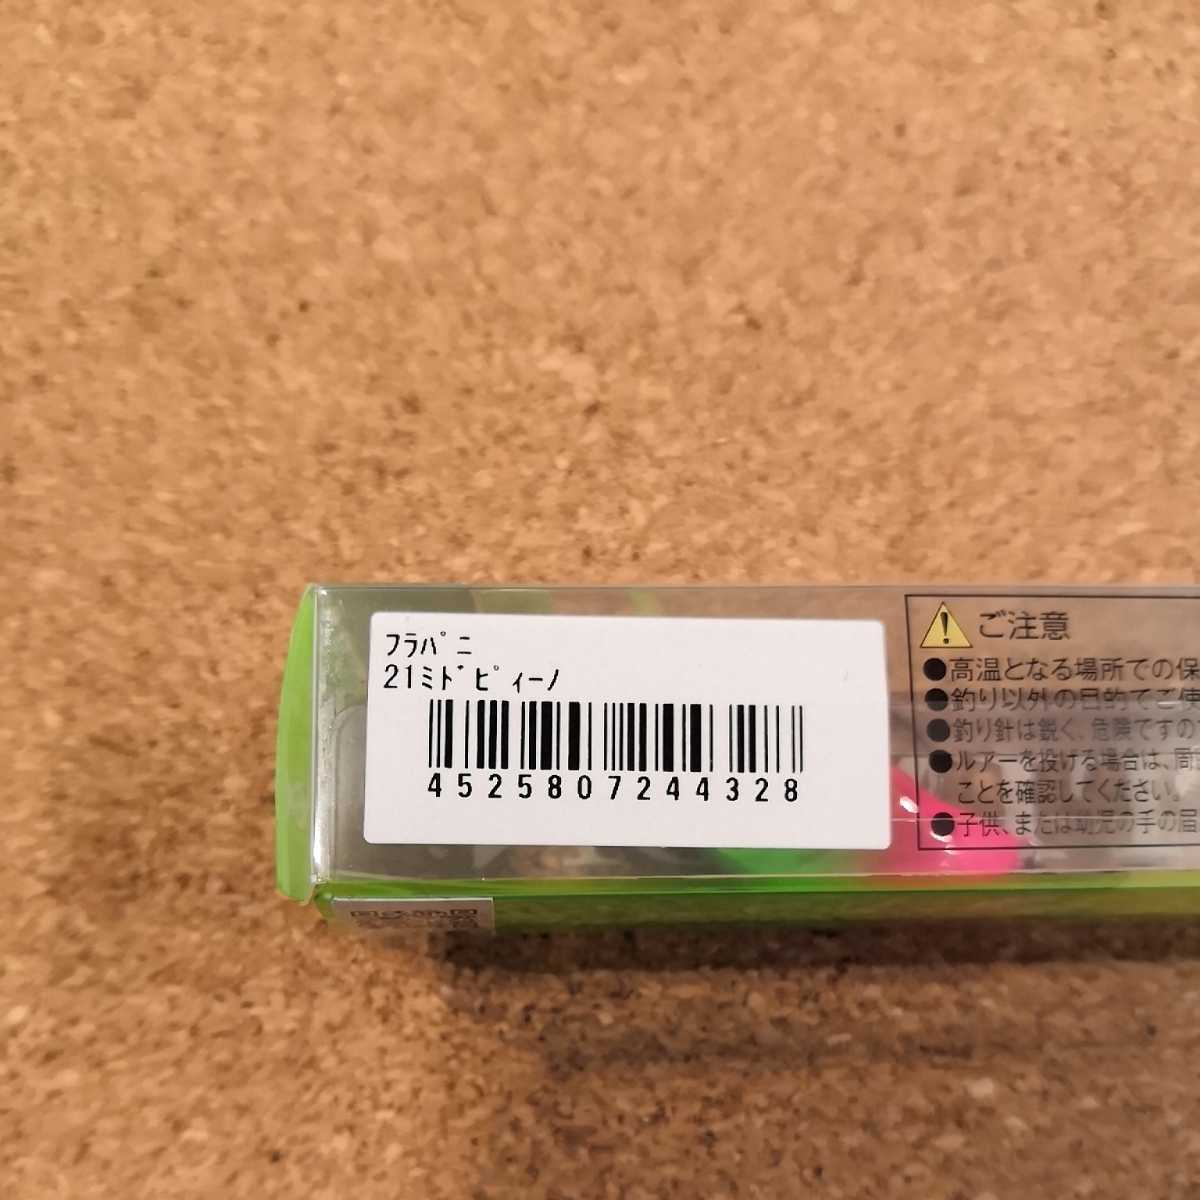 ﾌﾗﾊﾟﾆ
21ﾐﾄﾞﾋﾟｨｰﾉ
4525807244328
ご注意
●高温となる場所での保
●釣り以外の目的でご使
●釣り針は鋭く、危険ですの
●ルアーを投げる場合は、周
ことを確認してください。
●子供、または幼児の手の届